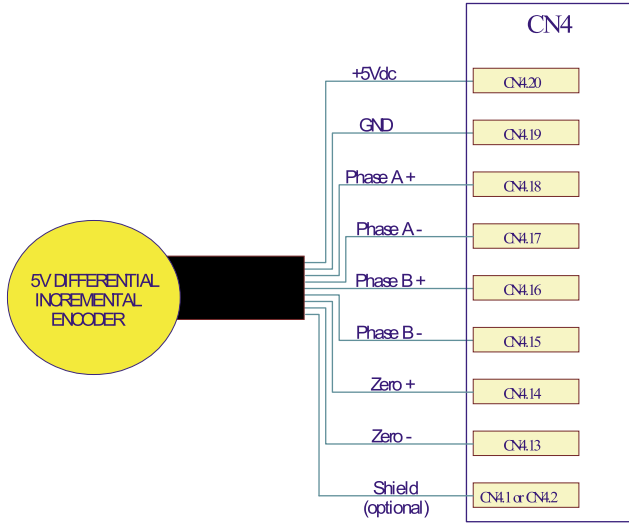 CN4
+5Vdc
CN4.20
GND
CN4.19
Phase A +
CN4.18
Phase A -
CN4.17
5V DIFFERENTIAL
INCREMENTAL
ENCODER
Phase B +
CN4.16
Phase B -
CN4.15
Zero +
CN4.14
Zero -
CN4.13
Shield
(optional)
CN4.1 or CN4.2